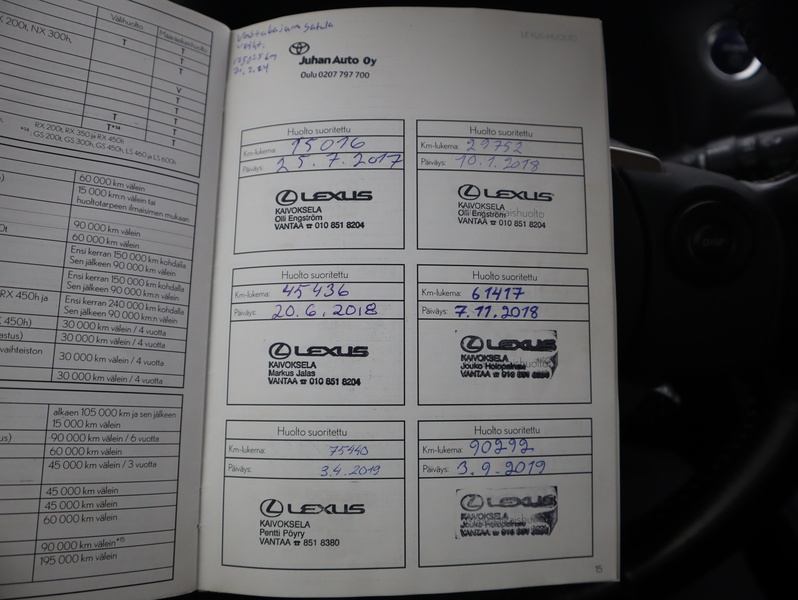 Välihuolto
Määräaikaishuolto
200t, NX 300h,
T
T
T
T
V
T
T
T
T
T*¹⁴
T
*¹⁴ RX 200t, RX 350 ja RX 450h
GS 200t, GS 300h, GS 450h, LS 460 ja LS 600h
60 000 km välein
15 000 km:n välein tai
huoltotarpeen ilmaisimen mukaan
90 000 km välein
60 000 km välein
Ensi kerran 150 000 km kohdalla
Sen jälkeen 90 000 km välein
Ensi kerran 150 000 km kohdalla
Sen jälkeen 90 000 km:n välein
RX 450h ja
Ensi kerran 240 000 km kohdalla
Sen jälkeen 90 000 km:n välein
450h)
30 000 km välein / 4 vuotta
30 000 km välein / 4 vuotta
vaihteiston
30 000 km välein / 4 vuotta
30 000 km välein / 4 vuotta
alkaen 105 000 km ja sen jälkeen
15 000 km välein
90 000 km välein / 6 vuotta
60 000 km välein
45 000 km välein / 3 vuotta
45 000 km välein
45 000 km välein
60 000 km välein
90 000 km välein*¹⁵
195 000 km välein
Juhan Auto Oy
Oulu 0207 797 700
LEXUS-HUOLTO
Huolto suoritettu
Km-lukema: 15016
Päiväys: 25.7.2017
LEXUS
KAIVOKSELA
Olli Engström
VANTAA ☎ 010 851 8204
Huolto suoritettu
Km-lukema: 29752
Päiväys: 10.1.2018
LEXUS
KAIVOKSELA
Olli Engström
VANTAA ☎ 010 851 8204
Huolto suoritettu
Km-lukema: 45436
Päiväys: 20.6.2018
LEXUS
KAIVOKSELA
Markus Jalas
VANTAA ☎ 010 851 8204
Huolto suoritettu
Km-lukema: 61417
Päiväys: 7.11.2018
LEXUS
KAIVOKSELA
Jouko Holopainen
Huolto suoritettu
Km-lukema: 75440
Päiväys: 3.4.2019
LEXUS
KAIVOKSELA
Pentti Pöyry
VANTAA ☎ 851 8380
Huolto suoritettu
Km-lukema: 90292
Päiväys: 3.9.2019
LEXUS
KAIVOKSELA
Jouko Holopainen
15